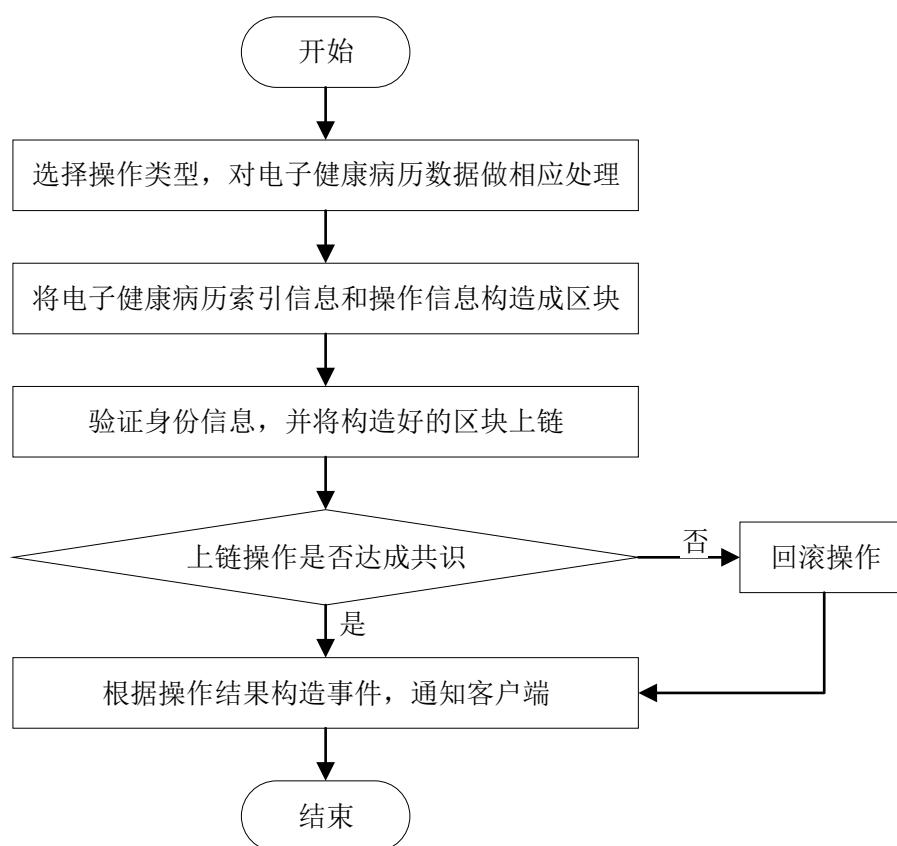 开始
选择操作类型，对电子健康病历数据做相应处理
将电子健康病历索引信息和操作信息构造成区块
验证身份信息，并将构造好的区块上链
上链操作是否达成共识
否
回滚操作
是
根据操作结果构造事件，通知客户端
结束